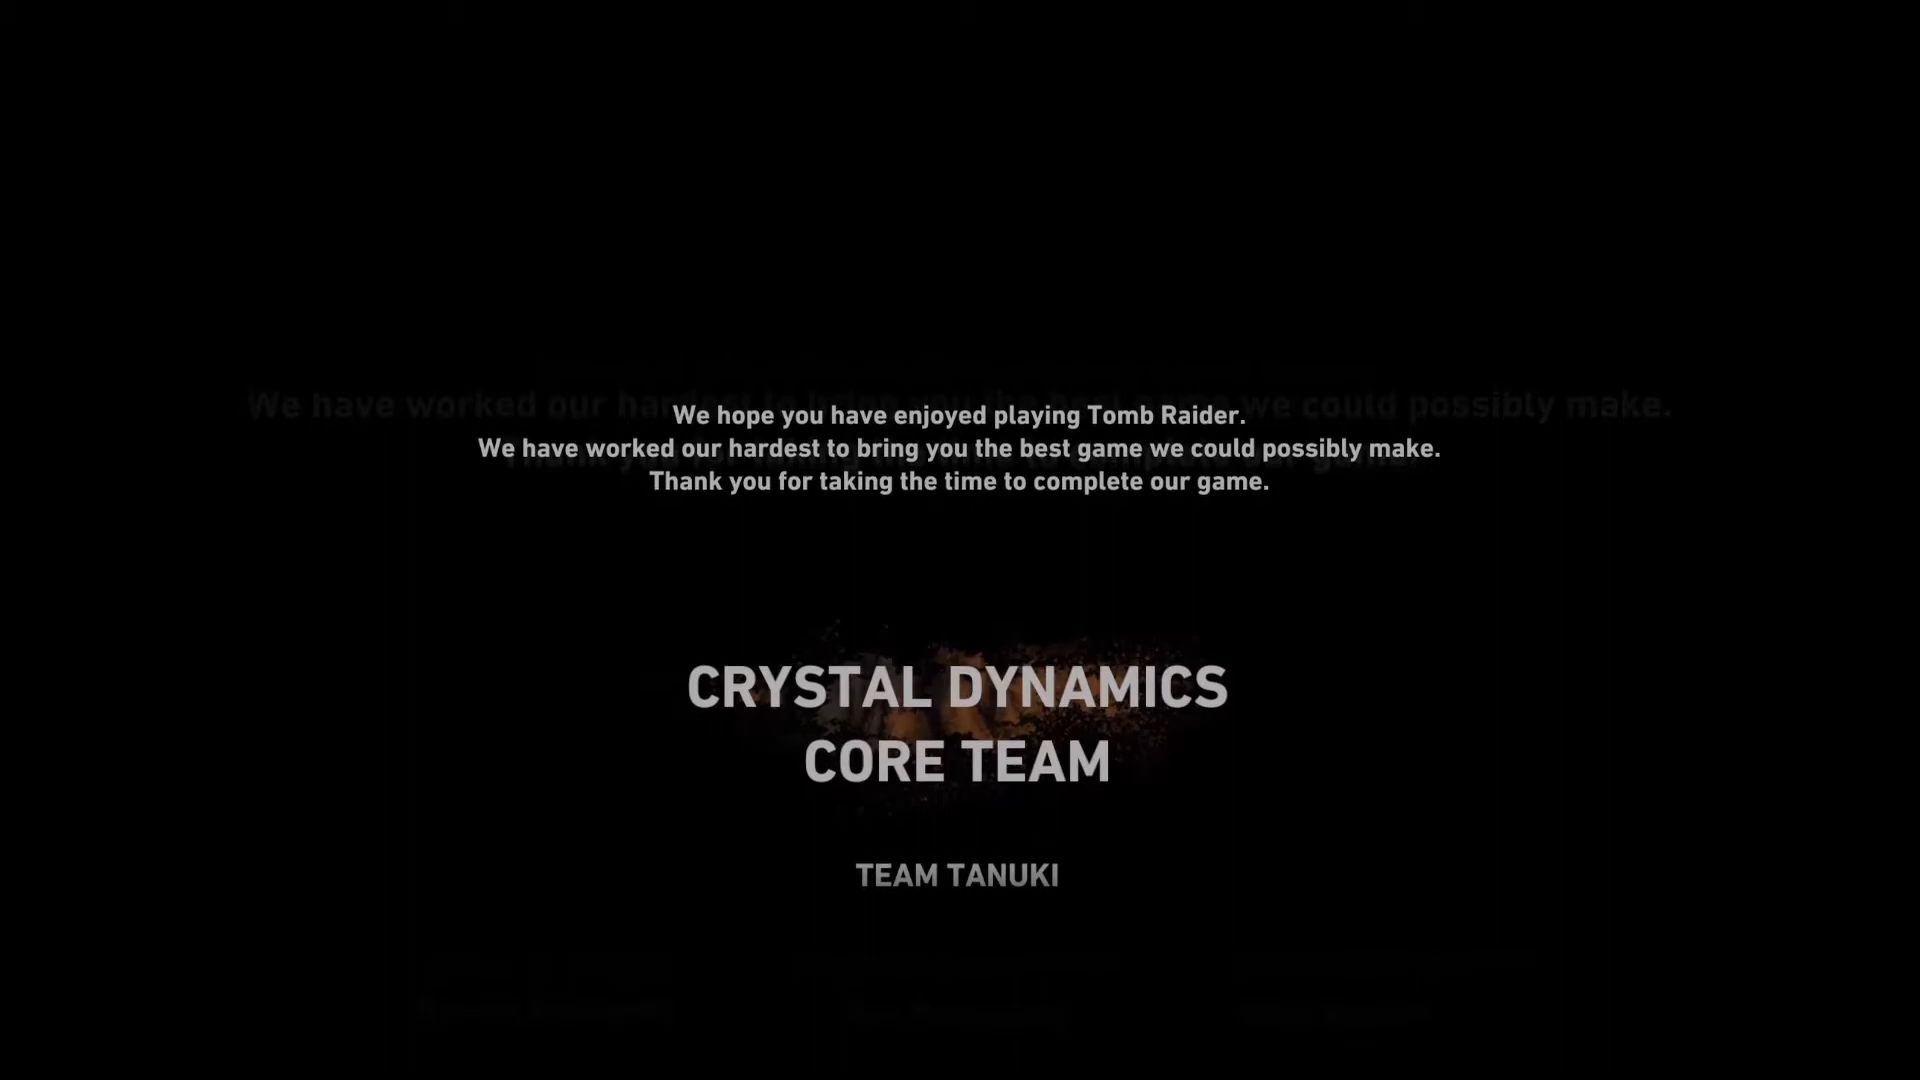 We hope you have enjoyed playing Tomb Raider.
We have worked our hardest to bring you the best game we could possibly make.
Thank you for taking the time to complete our game.
CRYSTAL DYNAMICS
CORE TEAM
TEAM TANUKI